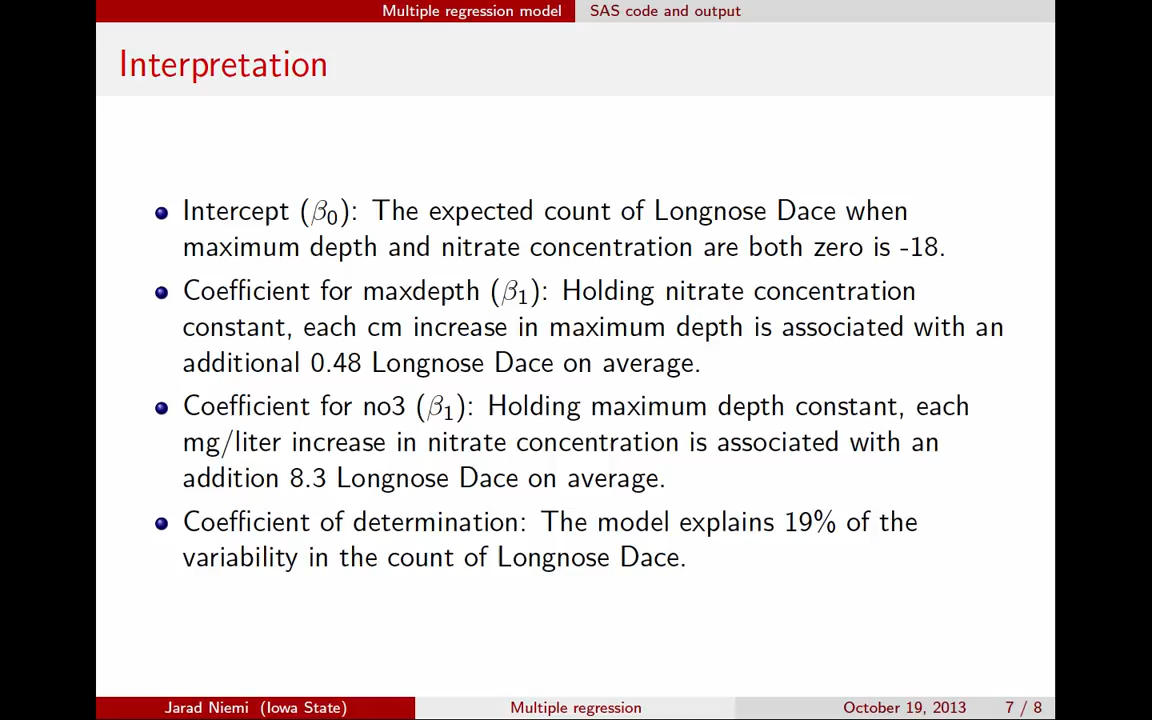 Multiple regression model SAS code and output
Interpretation
Intercept (β0): The expected count of Longnose Dace when
maximum depth and nitrate concentration are both zero is -18.
Coefficient for maxdepth (β1): Holding nitrate concentration
constant, each cm increase in maximum depth is associated with an
additional 0.48 Longnose Dace on average.
Coefficient for no3 (β1): Holding maximum depth constant, each
mg/liter increase in nitrate concentration is associated with an
addition 8.3 Longnose Dace on average.
Coefficient of determination: The model explains 19% of the
variability in the count of Longnose Dace.
Jarad Niemi (Iowa State) Multiple regression October 19, 2013 7 / 8